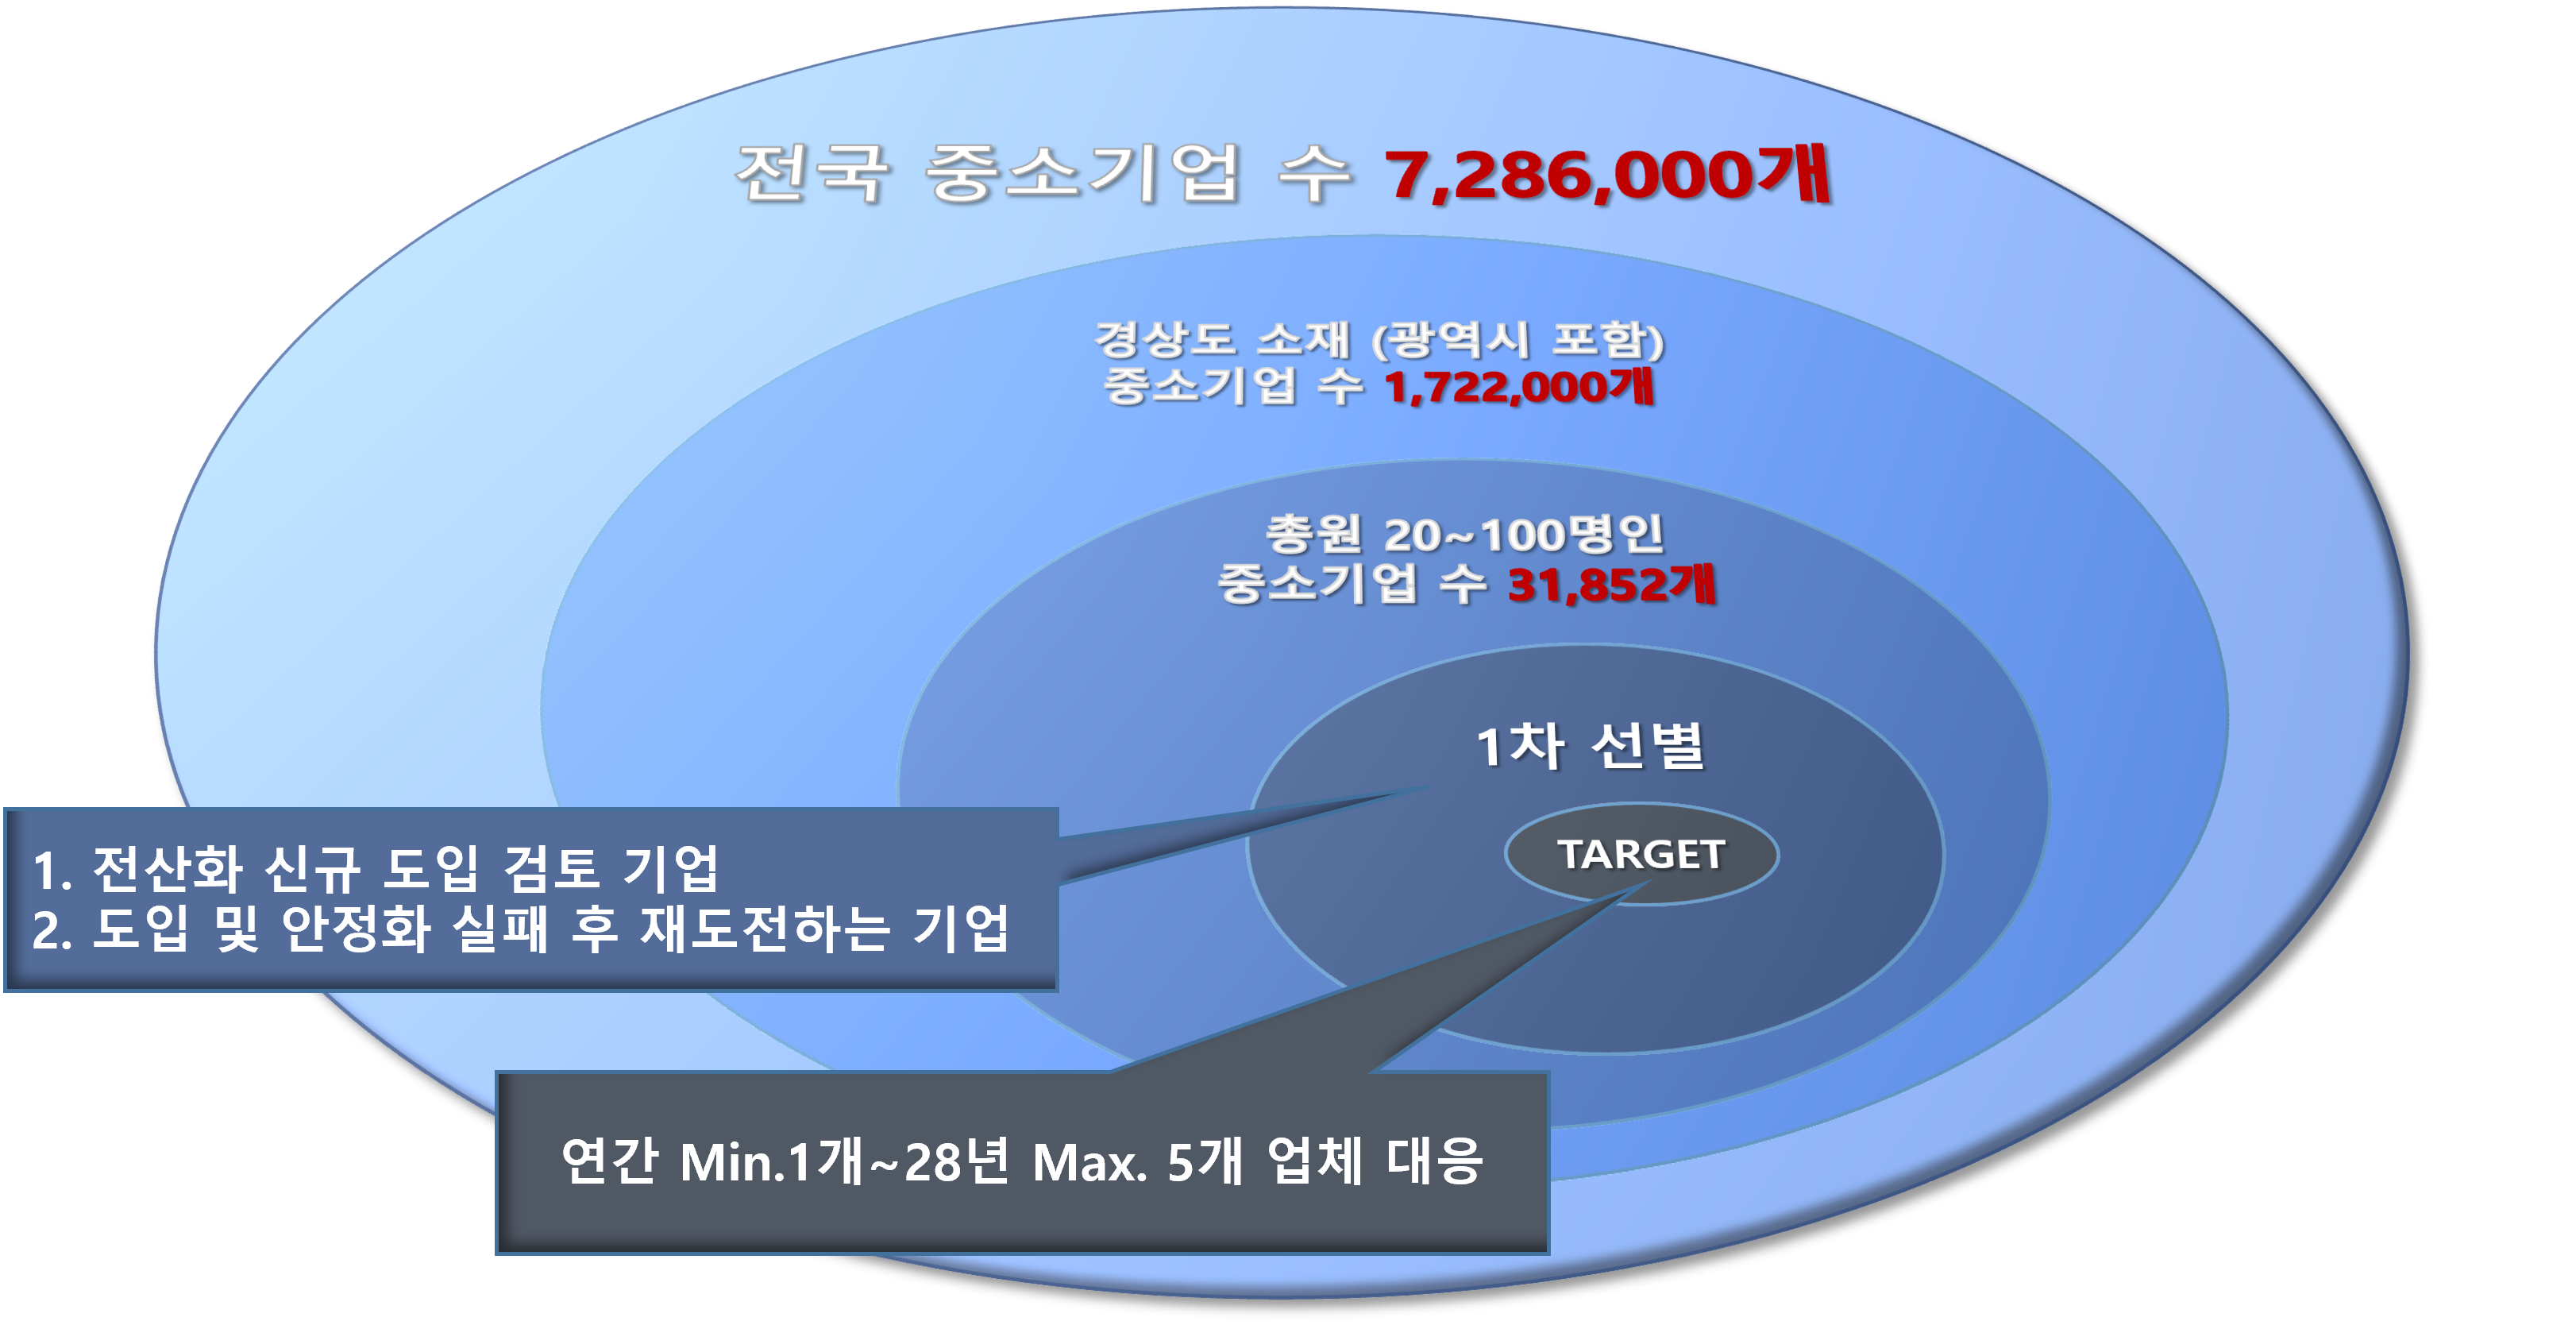 전국 중소기업 수 7,286,000개
경상도 소재 (광역시 포함)
중소기업 수 1,722,000개
총원 20~100명인
중소기업 수 31,852개
1차 선별
TARGET
1. 전산화 신규 도입 검토 기업
2. 도입 및 안정화 실패 후 재도전하는 기업
연간 Min.1개~28년 Max. 5개 업체 대응